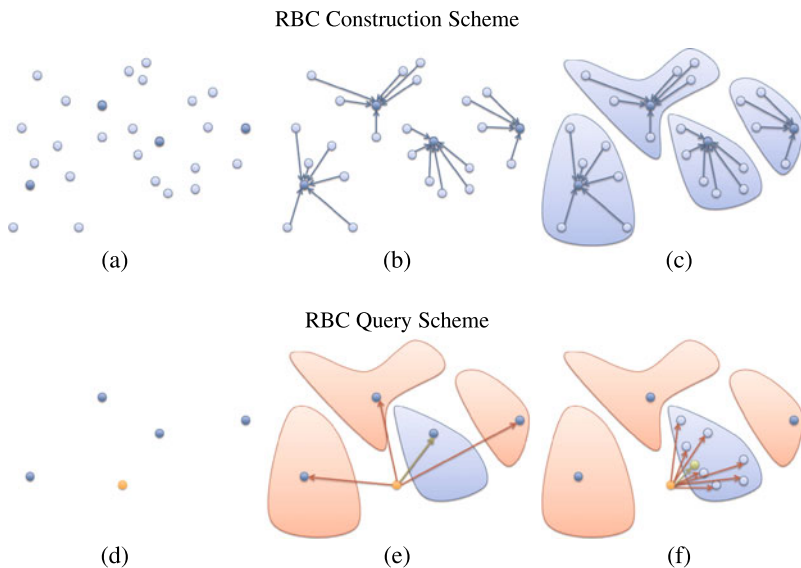 RBC Construction Scheme
(a) (b) (c)
RBC Query Scheme
(d) (e) (f)